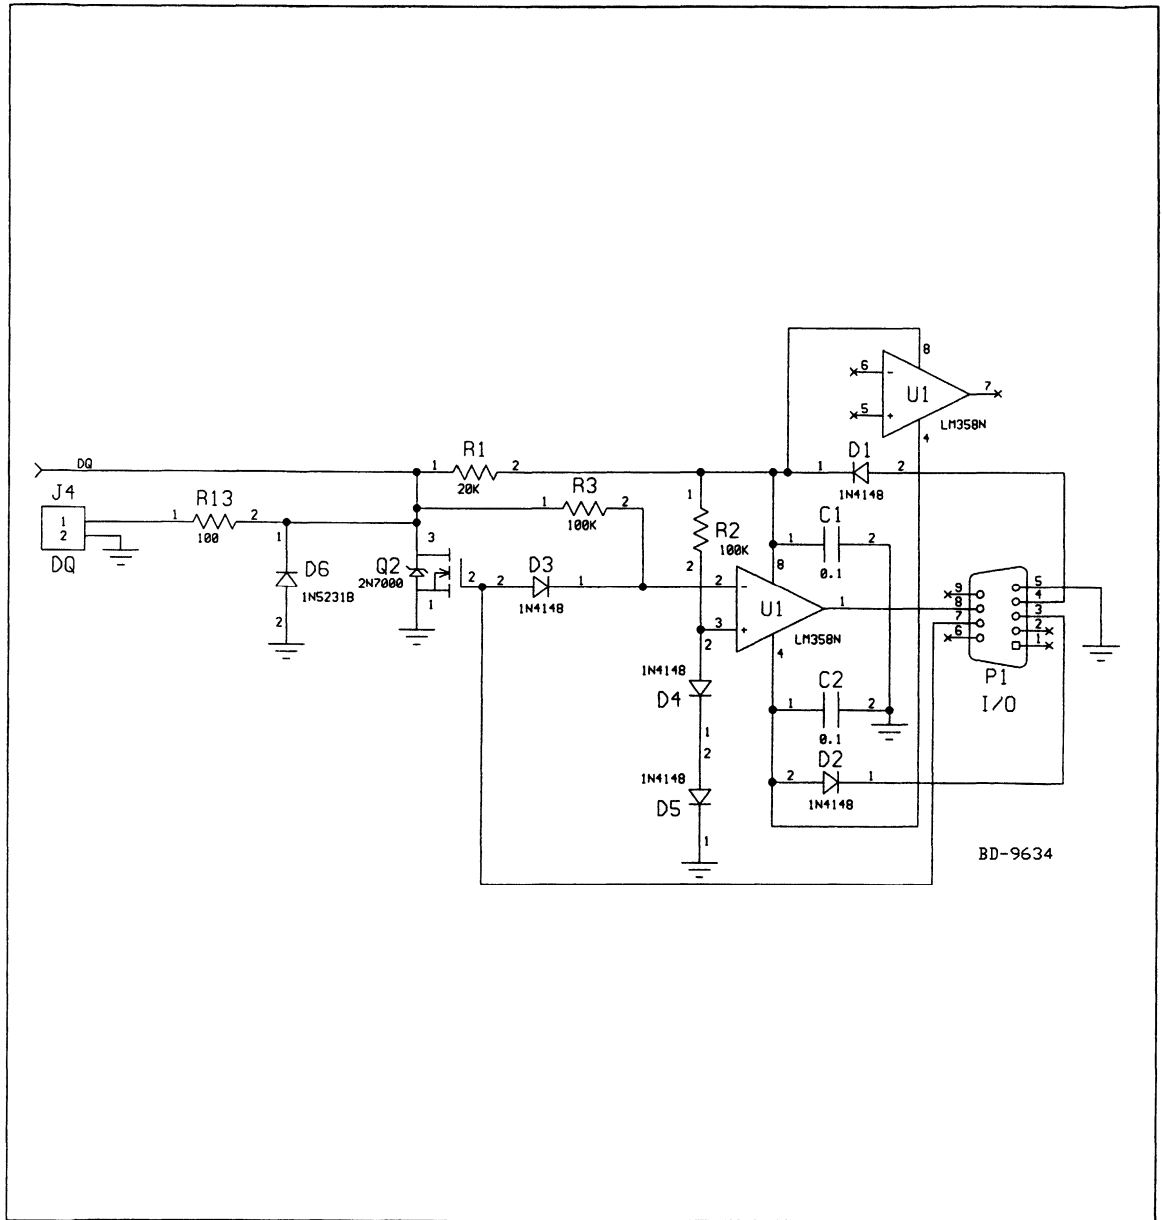 8
6
-
U1
7
5
+
LM358N
4
DQ
1
R1
2
20K
D1
1
2
1N4148
J4
1
2
DQ
R13
1
2
100
R3
1
2
100K
1
R2
100K
2
C1
1
2
0.1
1
D6
1N5231B
2
3
Q2
2N7000
2
1
D3
2
1
1N4148
8
2
-
U1
1
3
+
LM358N
4
2
9
8
7
6
5
4
3
2
1
P1
I/O
1N4148
D4
1
2
C2
1
2
0.1
D2
2
1
1N4148
1N4148
D5
1
BD-9634